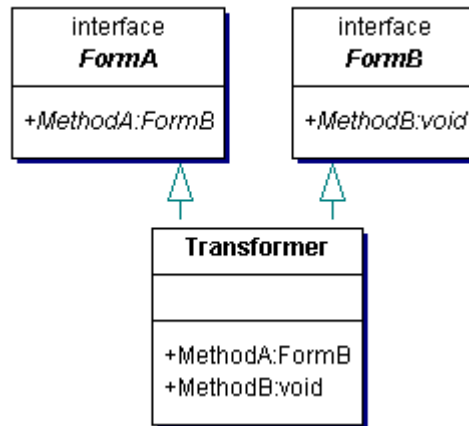 interface
FormA
+MethodA:FormB
interface
FormB
+MethodB:void
Transformer
+MethodA:FormB
+MethodB:void